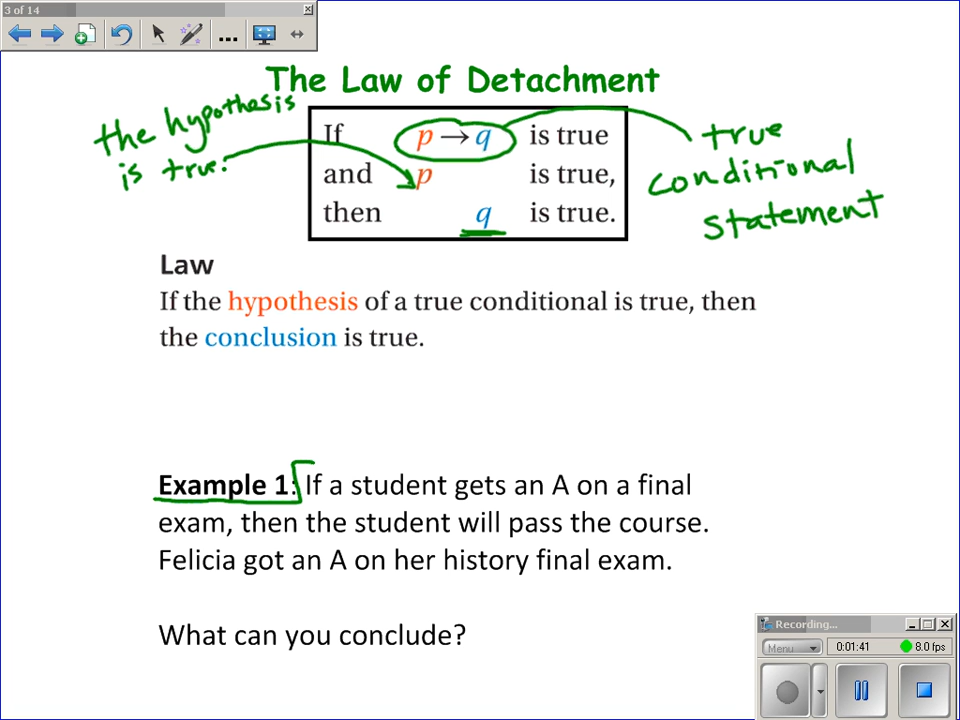 3 of 14
The Law of Detachment
the hypothesis
is true.
If p → q is true
and p is true,
then q is true.
true
conditional
statement
Law
If the hypothesis of a true conditional is true, then
the conclusion is true.
Example 1: If a student gets an A on a final
exam, then the student will pass the course.
Felicia got an A on her history final exam.
What can you conclude?
Recording...
Menu 0:01:41 8.0 fps